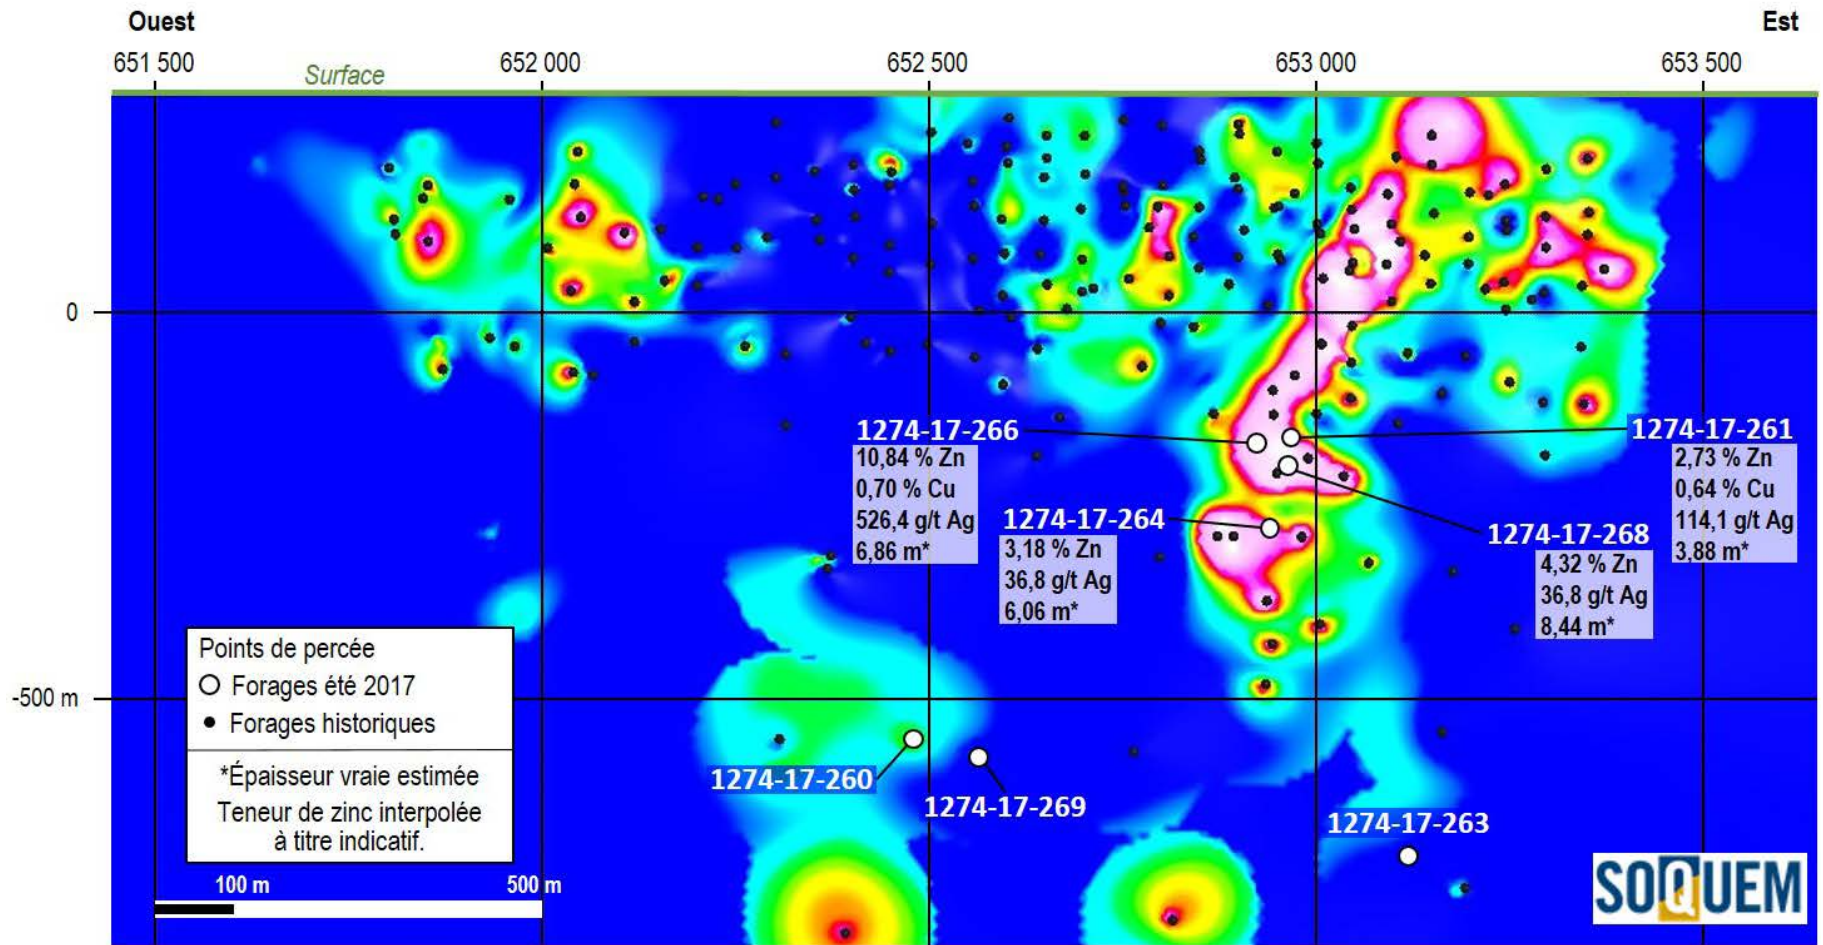 Ouest
Est
651 500
652 000
652 500
653 000
653 500
Surface
0
-500 m
1274-17-266
10,84 % Zn
0,70 % Cu
526,4 g/t Ag
6,86 m*
1274-17-264
3,18 % Zn
36,8 g/t Ag
6,06 m*
1274-17-261
2,73 % Zn
0,64 % Cu
114,1 g/t Ag
3,88 m*
1274-17-268
4,32 % Zn
36,8 g/t Ag
8,44 m*
1274-17-260
1274-17-269
1274-17-263
Points de percée
Forages été 2017
Forages historiques
*Épaisseur vraie estimée
Teneur de zinc interpolée
à titre indicatif.
100 m
500 m
SOQUEM